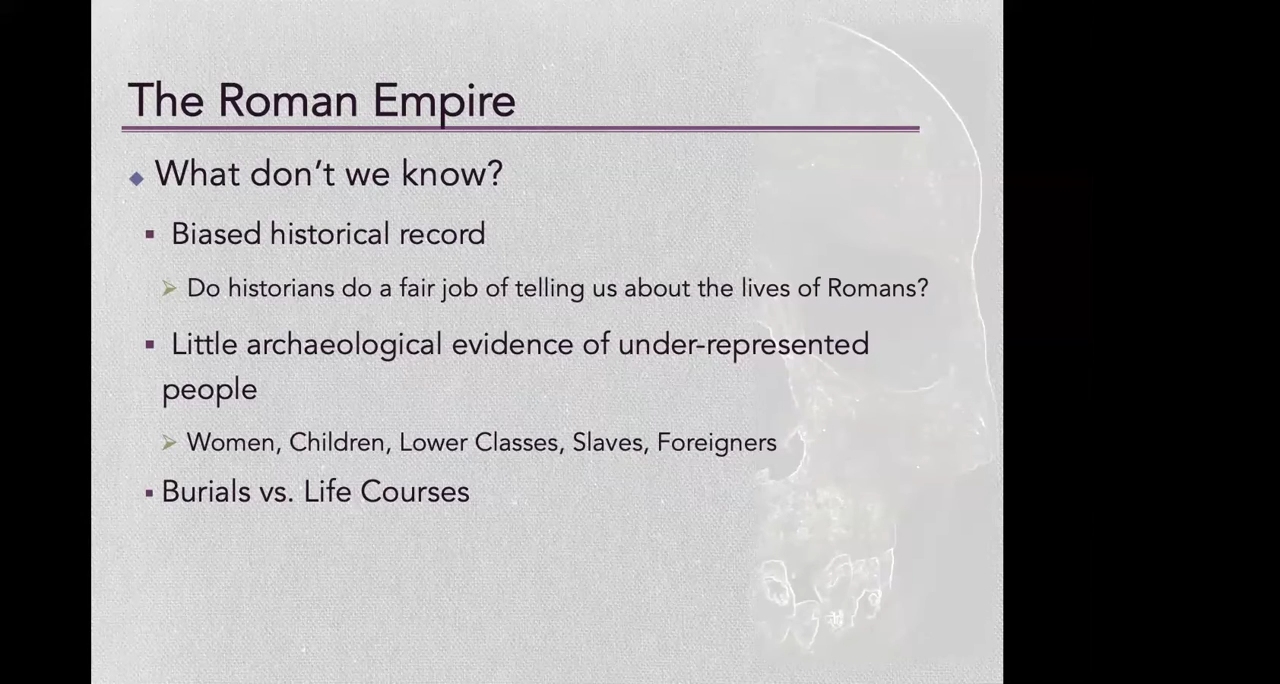 The Roman Empire
What don't we know?
Biased historical record
Do historians do a fair job of telling us about the lives of Romans?
Little archaeological evidence of under-represented
people
Women, Children, Lower Classes, Slaves, Foreigners
Burials vs. Life Courses